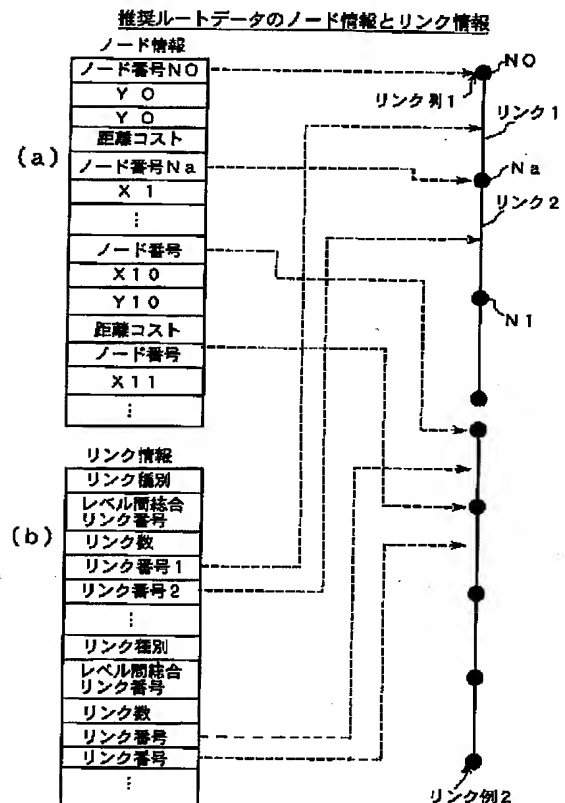 推奨ルートデータのノード情報とリンク情報
ノード情報
ノード番号N0
Y 0
Y 0
距離コスト
ノード番号Na
X 1
⋮
ノード番号
X10
Y10
距離コスト
ノード番号
X11
⋮
(a)
リンク情報
リンク種別
レベル間統合
リンク番号
リンク数
リンク番号1
リンク番号2
⋮
リンク種別
レベル間統合
リンク番号
リンク数
リンク番号
リンク番号
⋮
(b)
N0
リンク列1
リンク1
Na
リンク2
N1
リンク例2